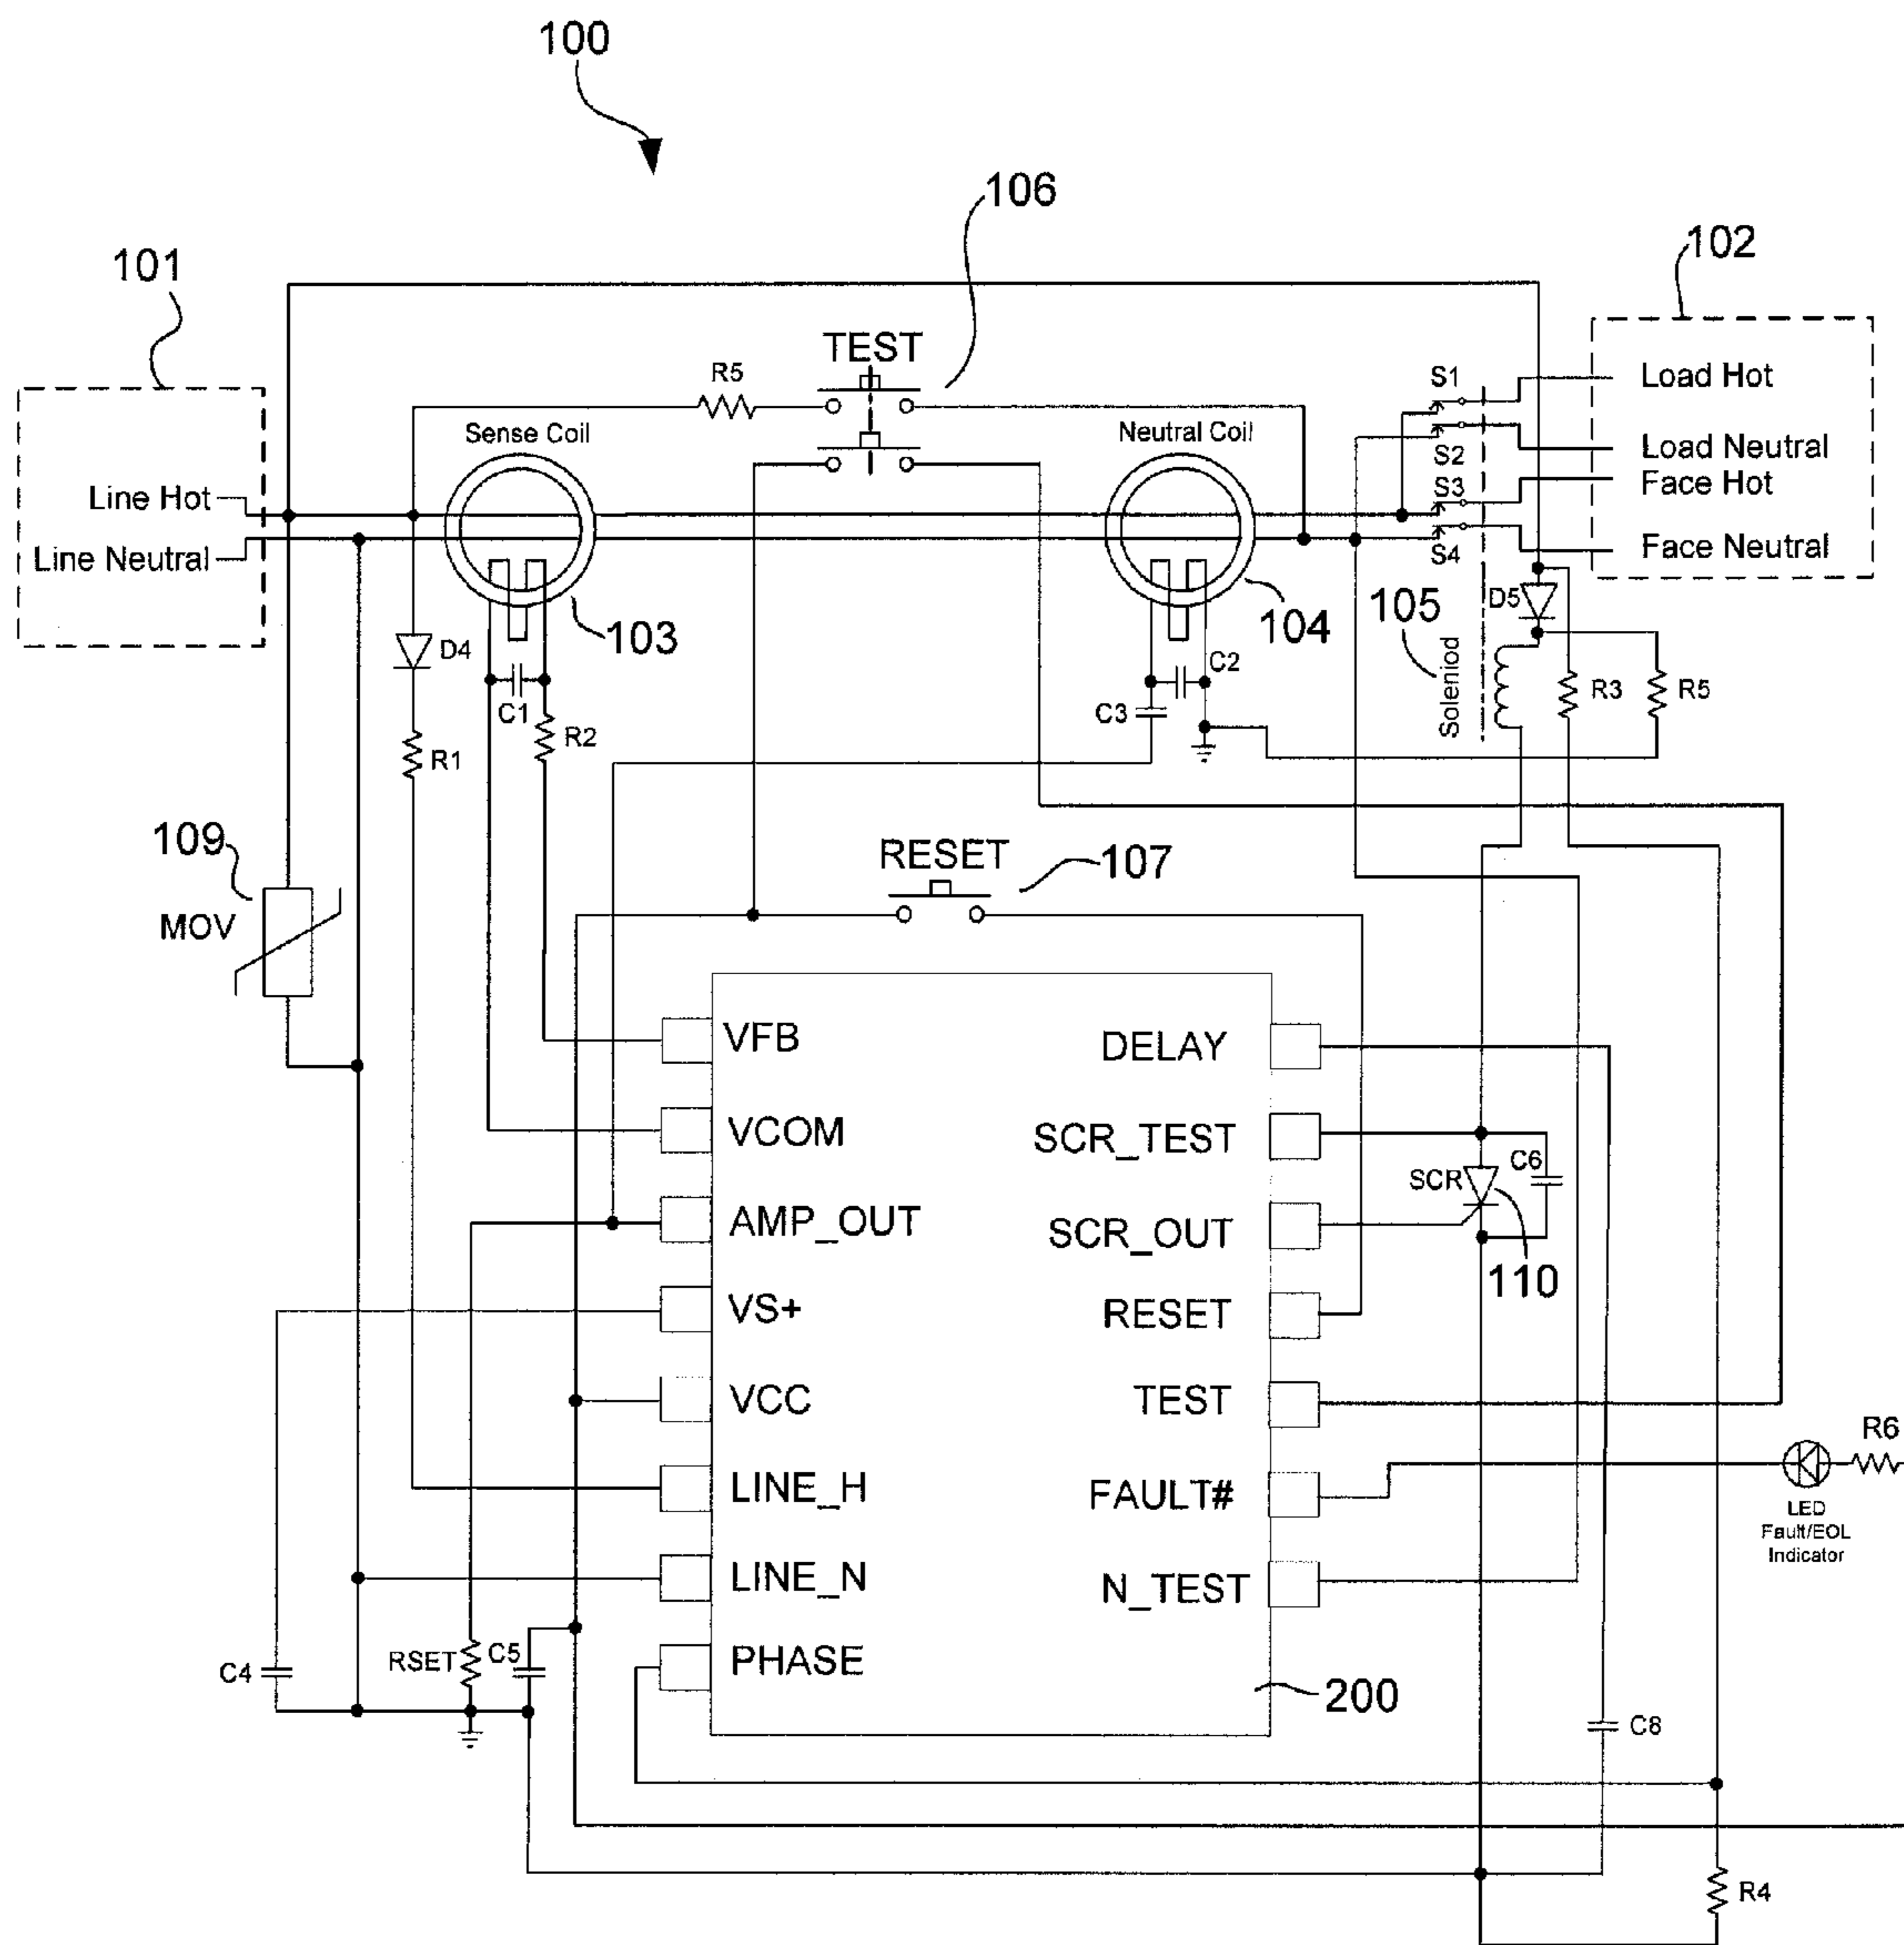 100
106
102
101
TEST
R5
S1
Load Hot
Sense Coil
Neutral Coil
S2
Load Neutral
Line Hot
S3
Face Hot
Line Neutral
S4
Face Neutral
D5
105
104
103
D4
C2
Soleniod
R3
R5
C1
C3
R2
R1
109
RESET
107
MOV
VFB
DELAY
VCOM
SCR_TEST
C6
SCR
AMP_OUT
SCR_OUT
110
VS+
RESET
VCC
TEST
R6
LINE_H
FAULT#
LED
Fault/EOL
Indicator
LINE_N
N_TEST
C4
RSET
C5
PHASE
200
C8
R4